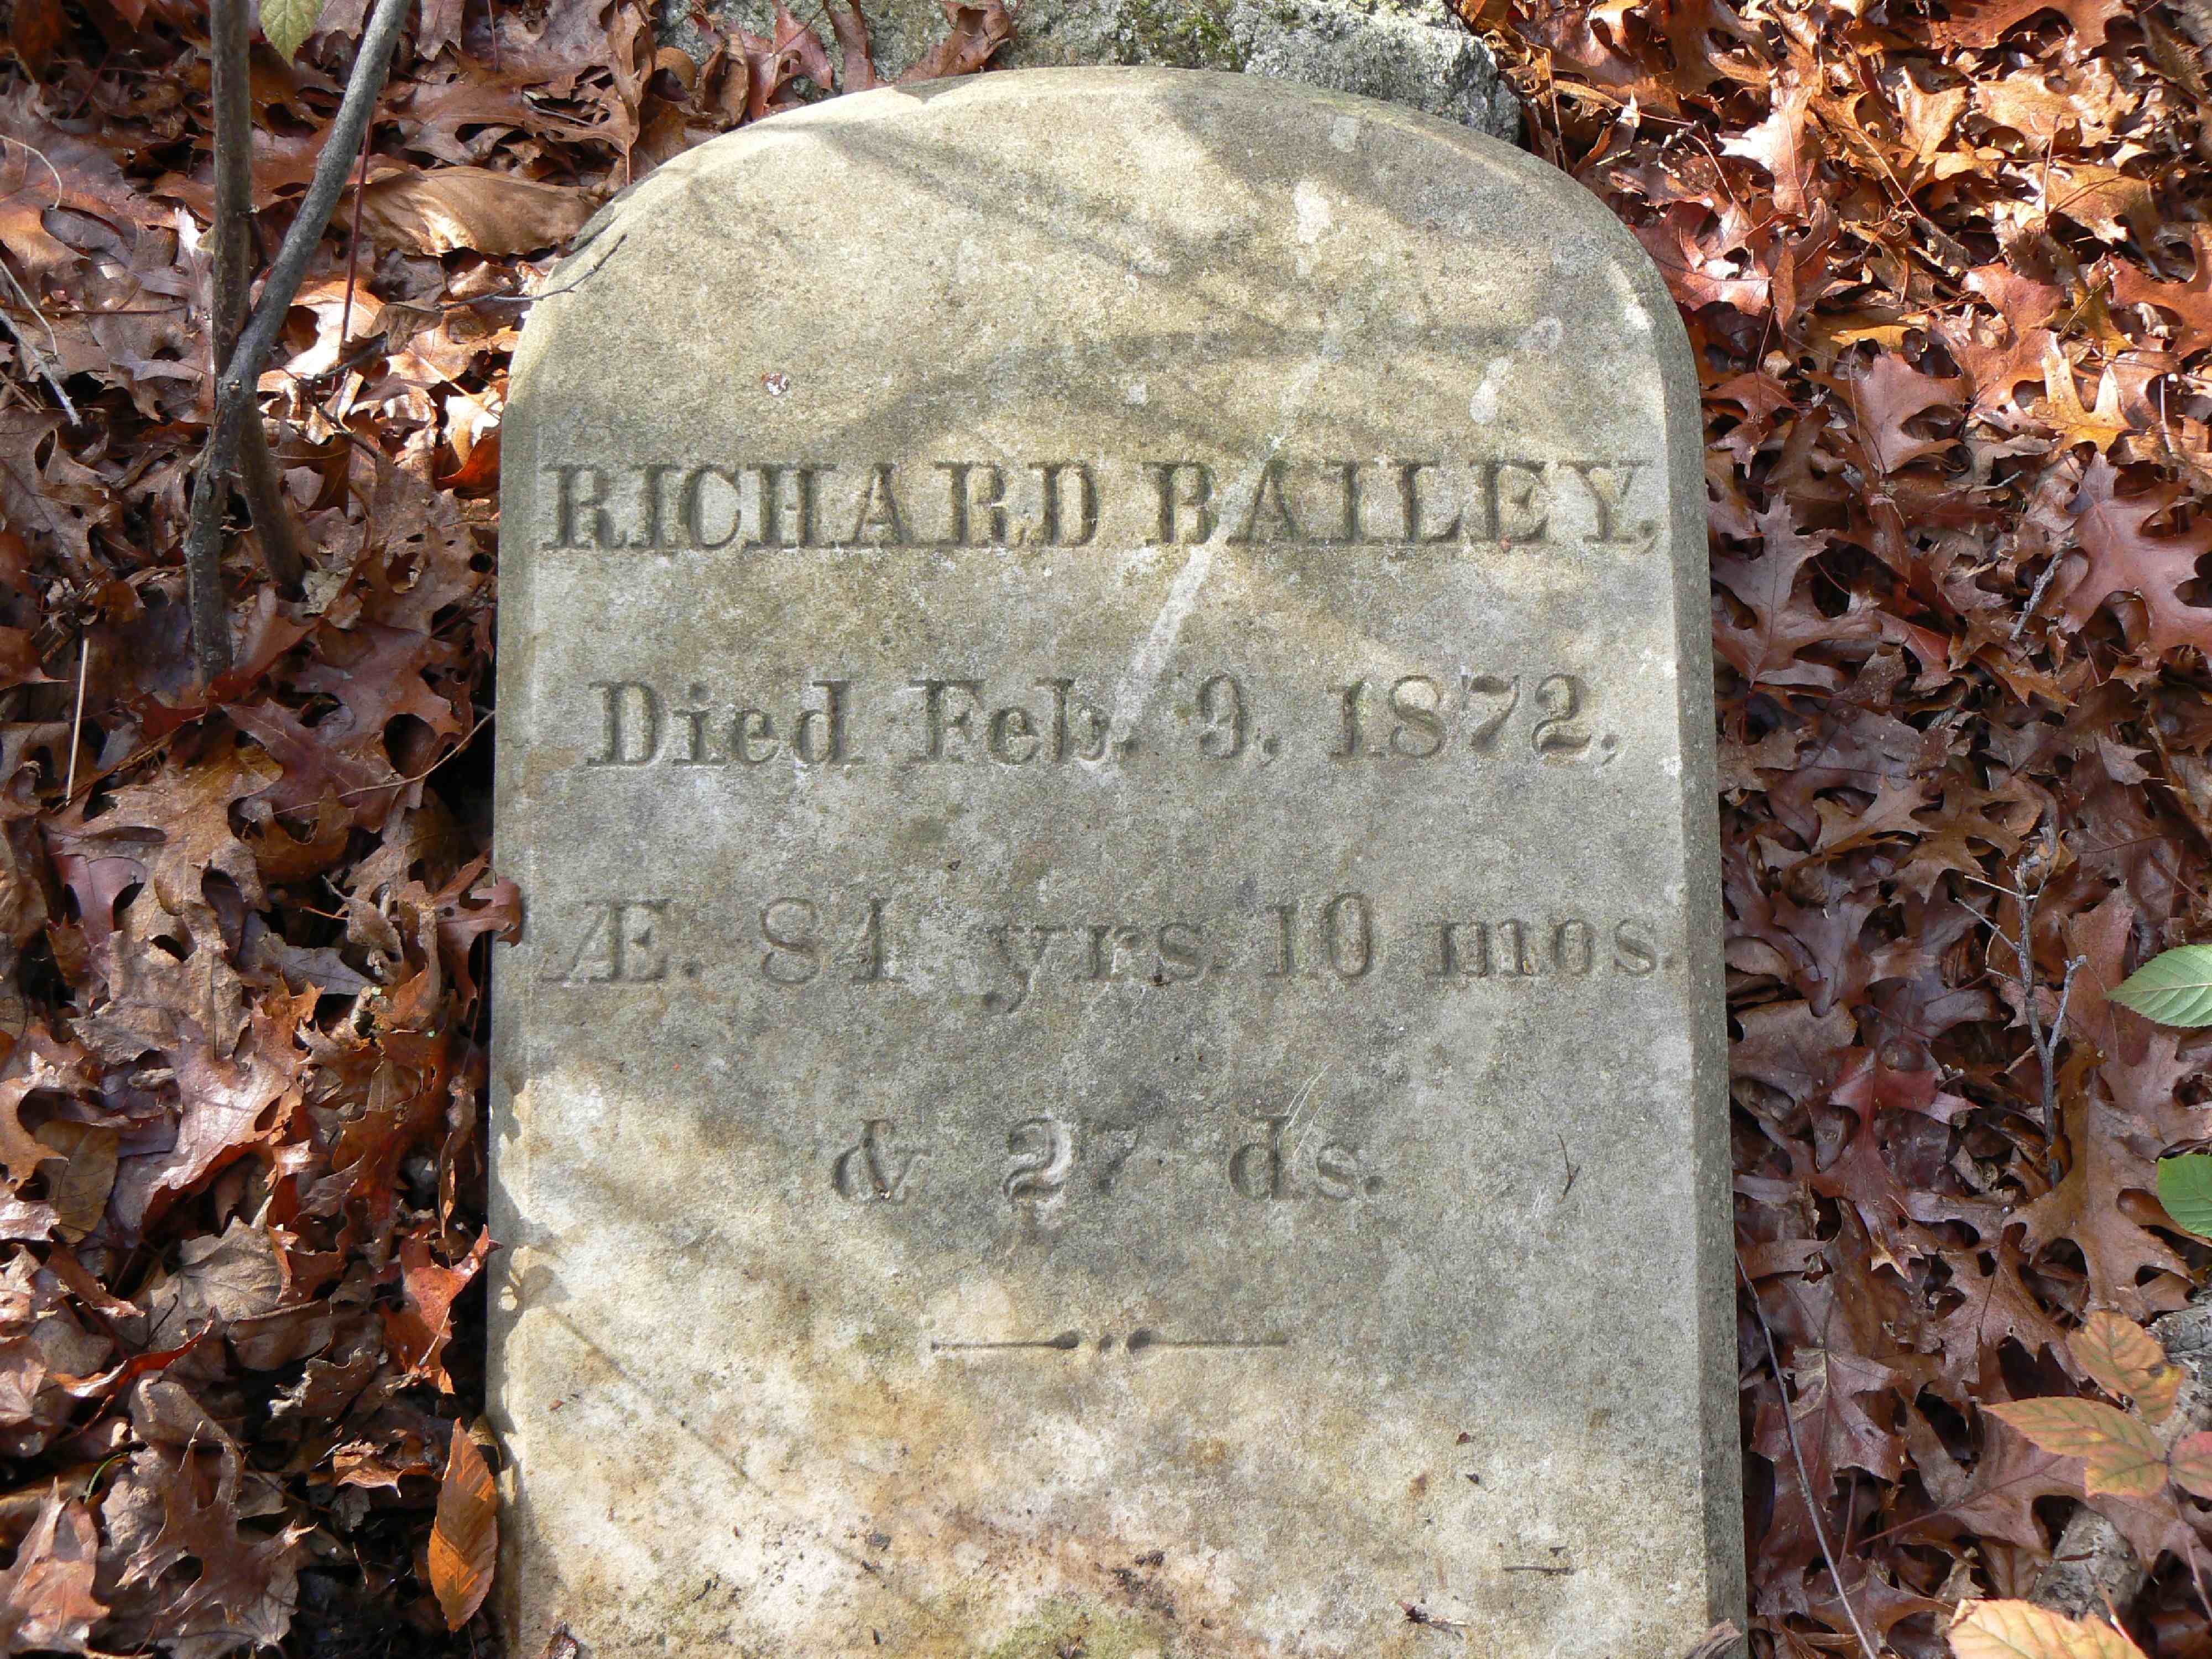 RICHARD BAILEY,
Died Feb. 9, 1872,
Æ. 84 yrs. 10 mos.
& 27 ds.